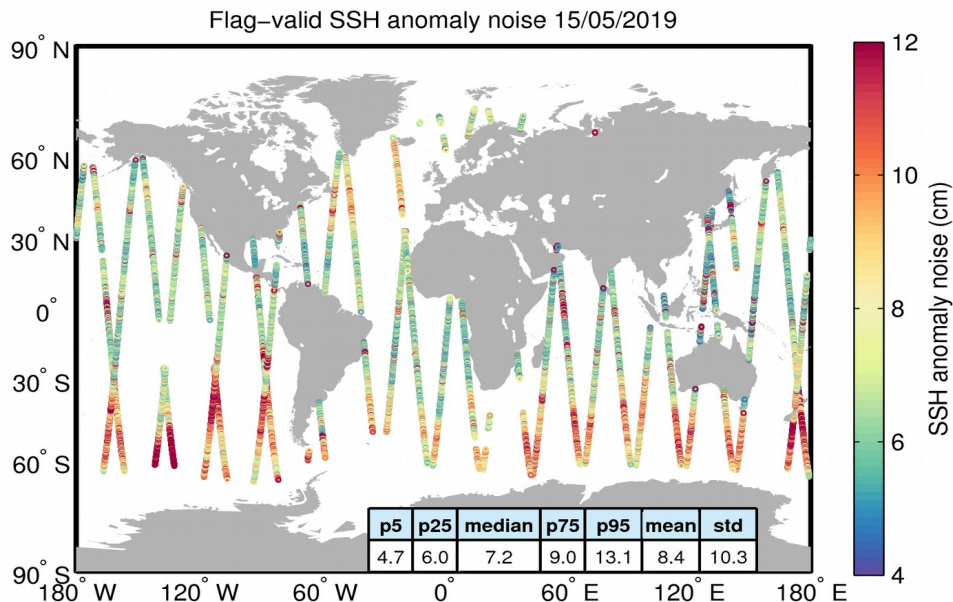 Flag–valid SSH anomaly noise 15/05/2019
90° N
60° N
30° N
0°
30° S
60° S
90° S
180° W
120° W
60° W
0°
60° E
120° E
180° E
p5 p25 median p75 p95 mean std
4.7 6.0 7.2 9.0 13.1 8.4 10.3
12
10
8
6
4
SSH anomaly noise (cm)